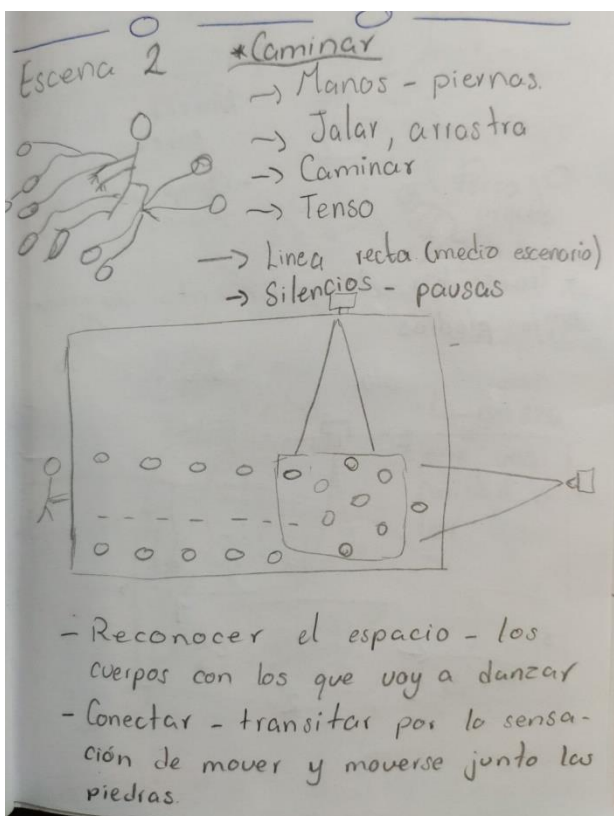 Escena 2
*Caminar
→ Manos - piernas.
→ Jalar, arrastra
→ Caminar
→ Tenso
→ Linea recta (medio escenario)
→ Silencios - pausas
- Reconocer el espacio - los
cuerpos con los que voy a danzar
- Conectar - transitar por la sensa-
ción de mover y moverse junto las
piedras.